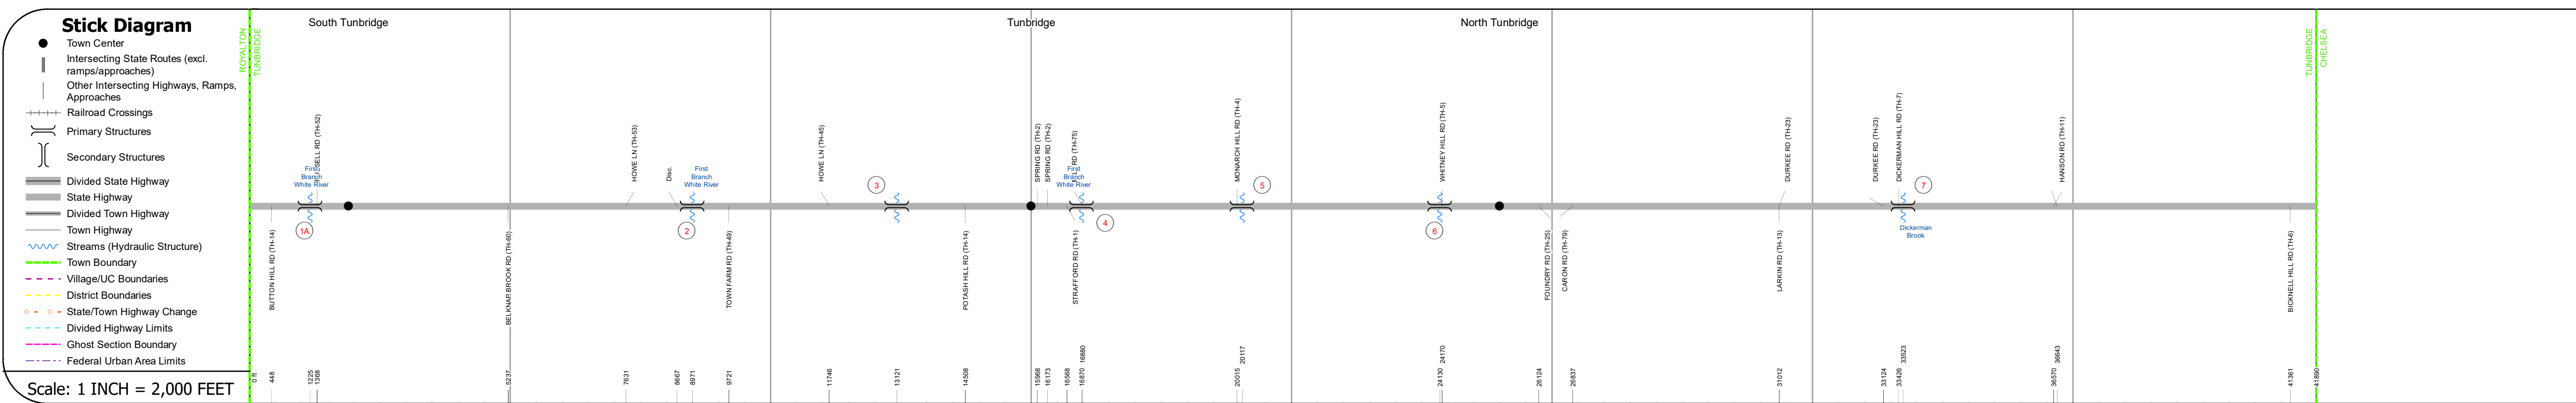 Stick Diagram
Town Center
Intersecting State Routes (excl.
ramps/approaches)
Other Intersecting Highways, Ramps,
Approaches
Railroad Crossings
Primary Structures
Secondary Structures
Divided State Highway
State Highway
Divided Town Highway
Town Highway
Streams (Hydraulic Structure)
Town Boundary
Village/UC Boundaries
District Boundaries
State/Town Highway Change
Divided Highway Limits
Ghost Section Boundary
Federal Urban Area Limits
Scale: 1 INCH = 2,000 FEET
South Tunbridge
Tunbridge
North Tunbridge
ROYALTON
TUNBRIDGE
TUNBRIDGE
CHELSEA
RD (TH-52)
HOWE LN (TH-53)
Disc.
HOWE LN (TH-45)
SPRING RD (TH-2)
SPRING RD (TH-2)
RD (TH-75)
MONARCH HILL RD (TH-4)
WHITNEY HILL RD (TH-5)
DURKEE RD (TH-23)
DURKEE RD (TH-23)
DICKERMAN HILL RD (TH-7)
HANSON RD (TH-11)
First
Branch
White River
First
Branch
White River
First
Branch
White River
Dickerman
Brook
1A
2
3
4
5
6
7
BUTTON HILL RD (TH-14)
BELKNAP BROOK RD (TH-60)
TOWN FARM RD (TH-49)
POTASH HILL RD (TH-14)
STRAFFORD RD (TH-1)
FOUNDRY RD (TH-25)
CARON RD (TH-79)
LARKIN RD (TH-13)
BICKNELL HILL RD (TH-6)
0 ft
448
1225
1368
5237
7631
8667
8971
9721
11746
13121
14508
15968
16173
16568
16870
16880
20015
20117
24130
24170
26124
26837
31012
33124
33426
33523
36570
36643
41361
41890